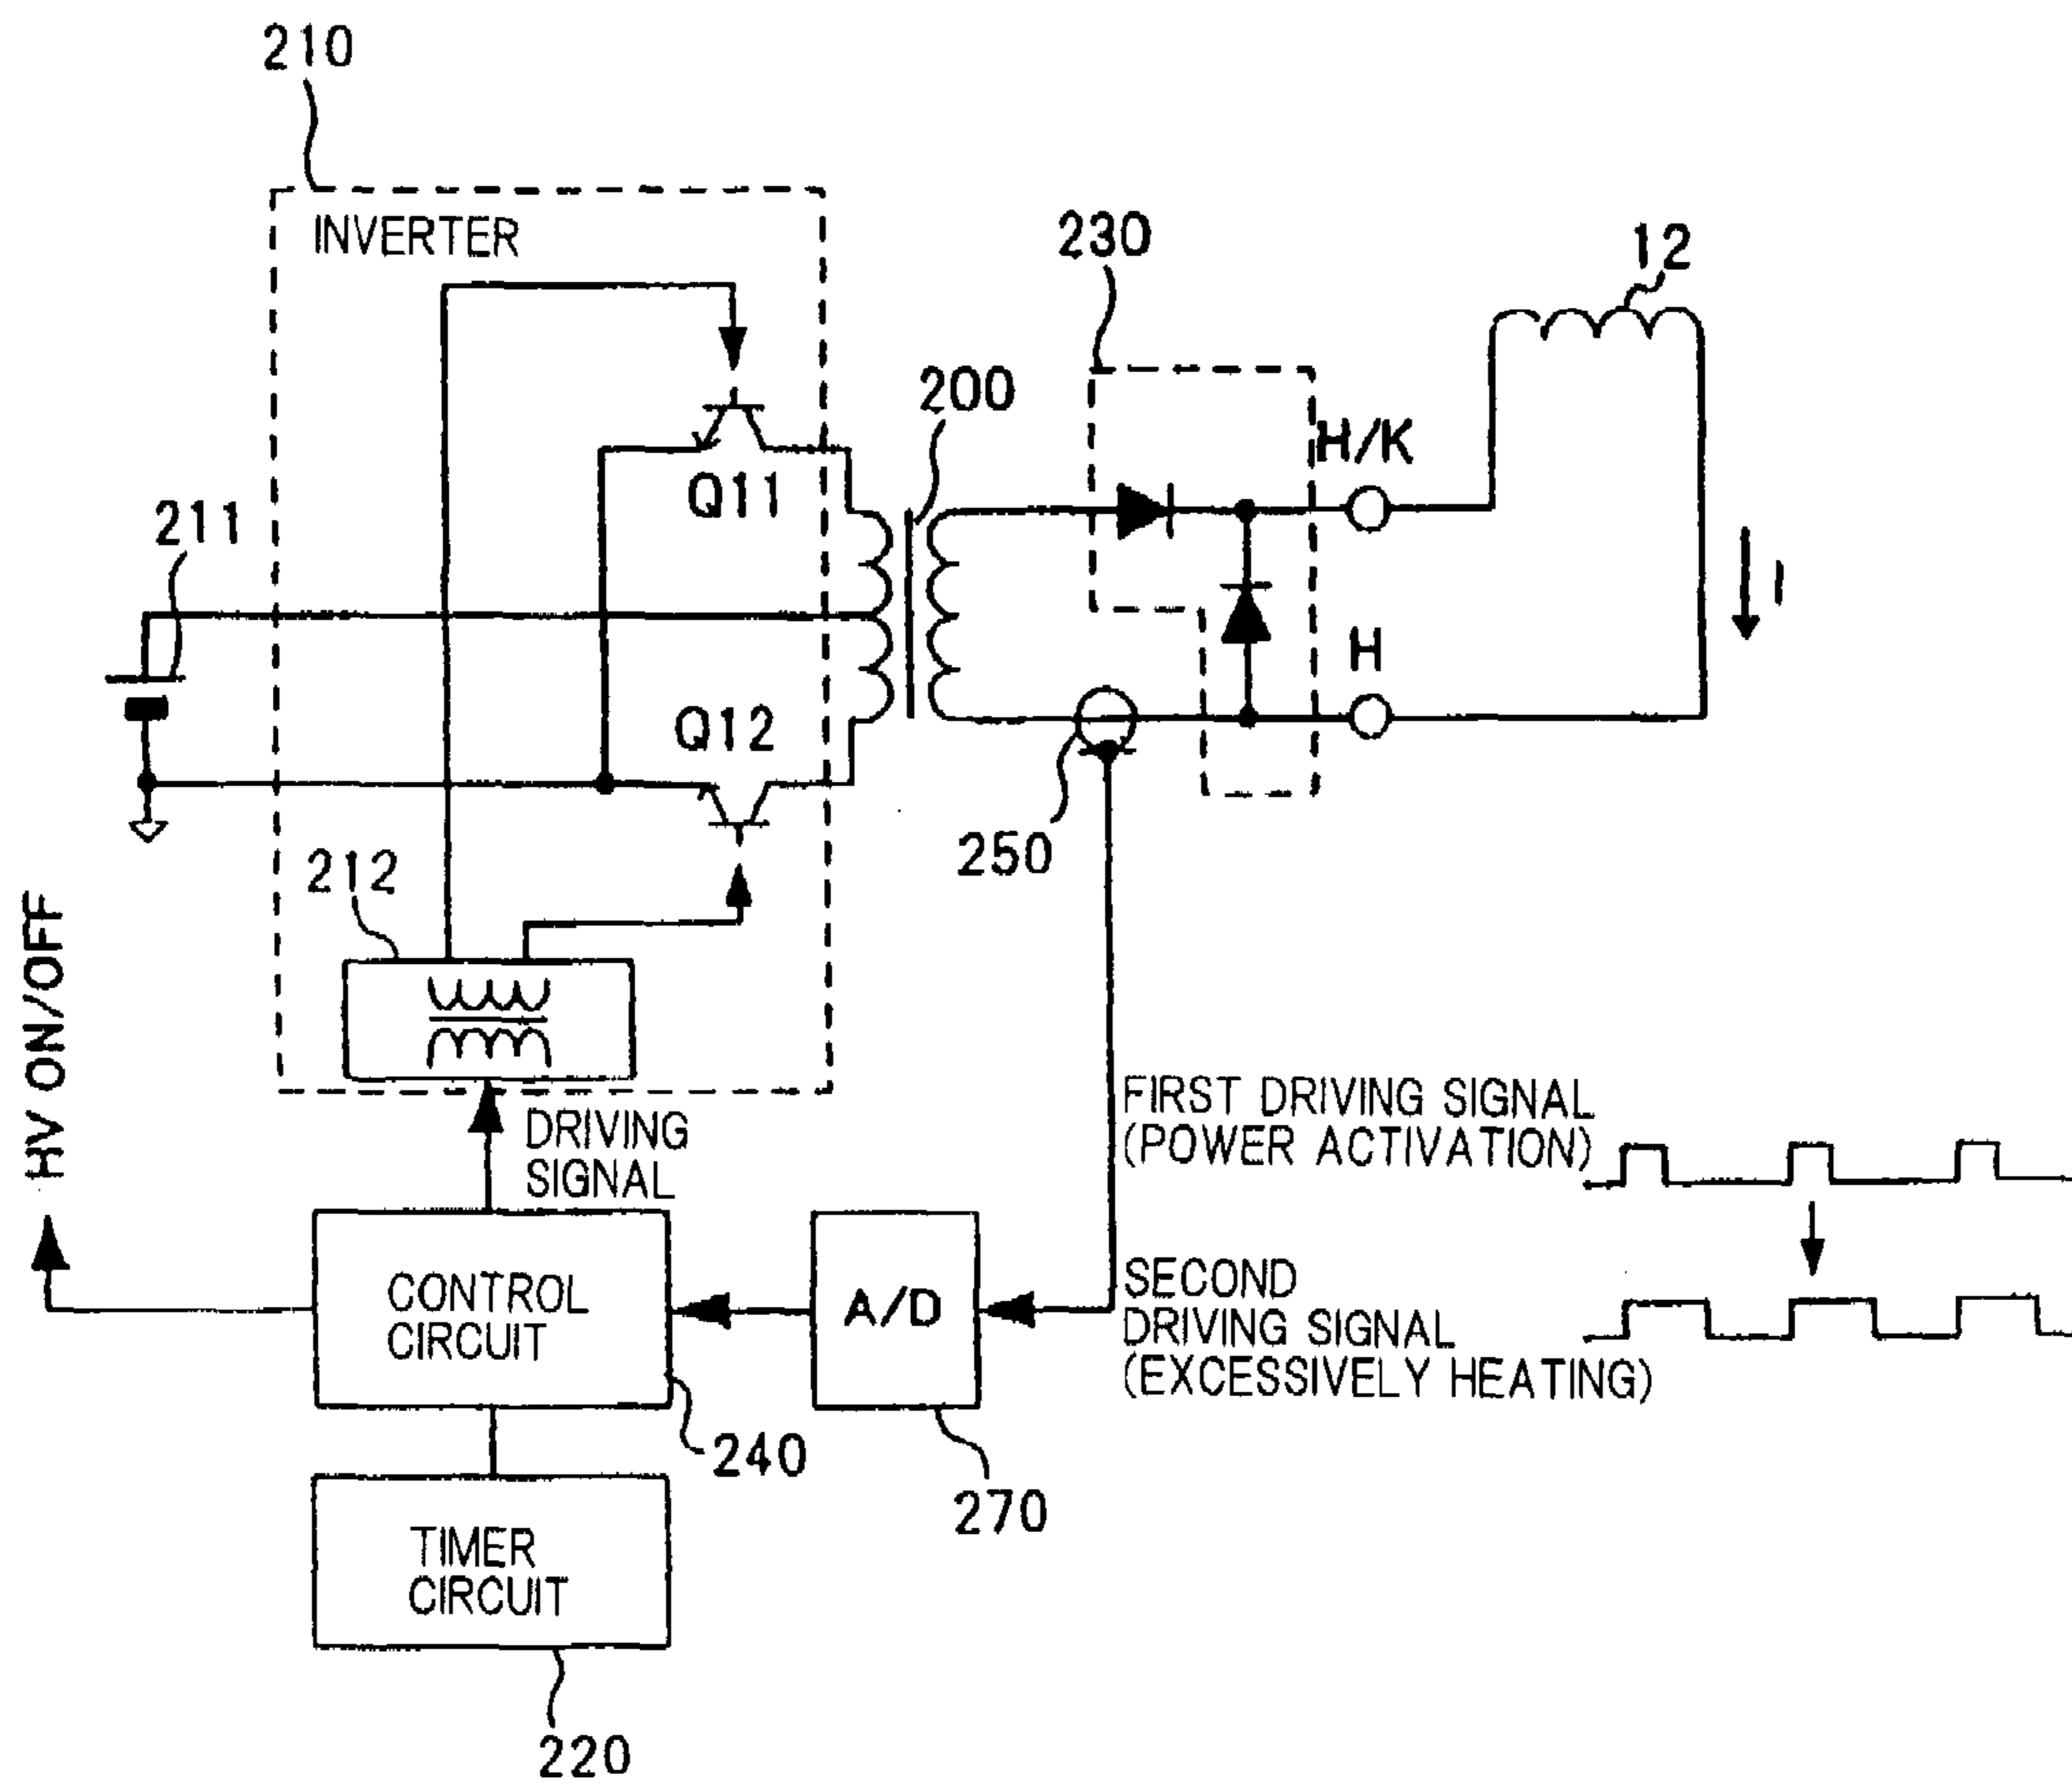 210
INVERTER
230
12
200
H/K
Q11
211
I
H
Q12
250
212
HV ON/OFF
DRIVING
SIGNAL
FIRST DRIVING SIGNAL
(POWER ACTIVATION)
CONTROL
CIRCUIT
A/D
SECOND
DRIVING SIGNAL
(EXCESSIVELY HEATING)
240
270
TIMER
CIRCUIT
220